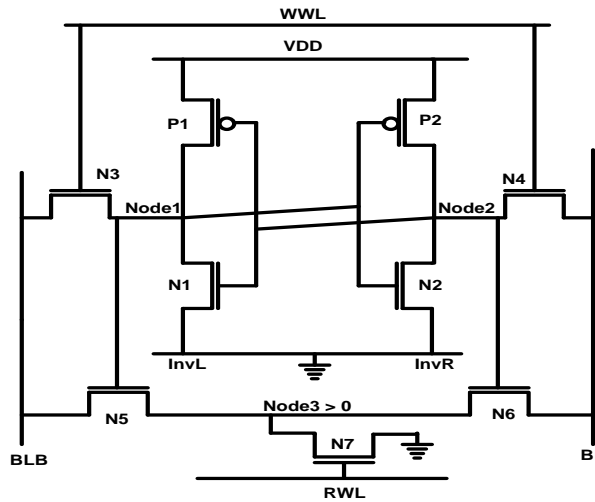 WWL
VDD
P1
P2
N3
N4
Node1
Node2
N1
N2
InvL
InvR
Node3 > 0
N5
N6
N7
BLB
B
RWL